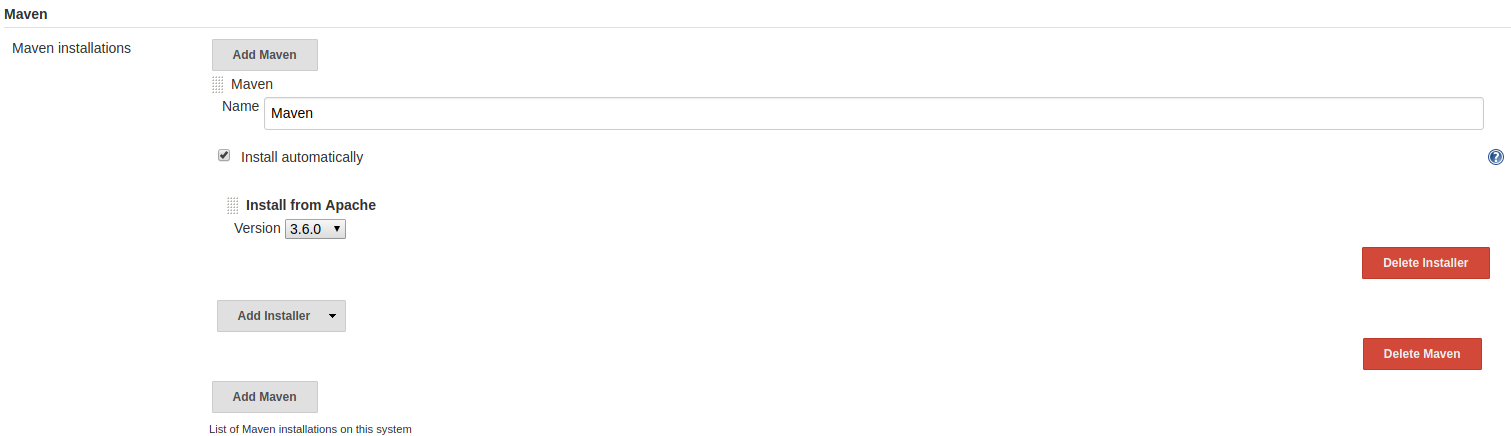 Maven
Maven installations
Add Maven
Maven
Name Maven
Install automatically
Install from Apache
Version 3.6.0
Delete Installer
Add Installer
Delete Maven
Add Maven
List of Maven installations on this system